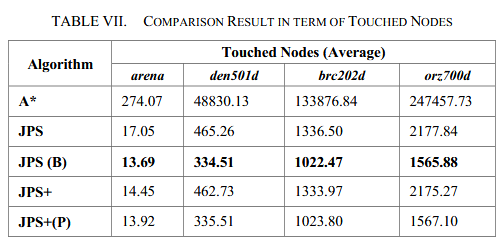 TABLE VII. COMPARISON RESULT IN TERM OF TOUCHED NODES
Algorithm Touched Nodes (Average)
arena den501d brc202d orz700d
A* 274.07 48830.13 133876.84 247457.73
JPS 17.05 465.26 1336.50 2177.84
JPS (B) 13.69 334.51 1022.47 1565.88
JPS+ 14.45 462.73 1333.97 2175.27
JPS+(P) 13.92 335.51 1023.80 1567.10